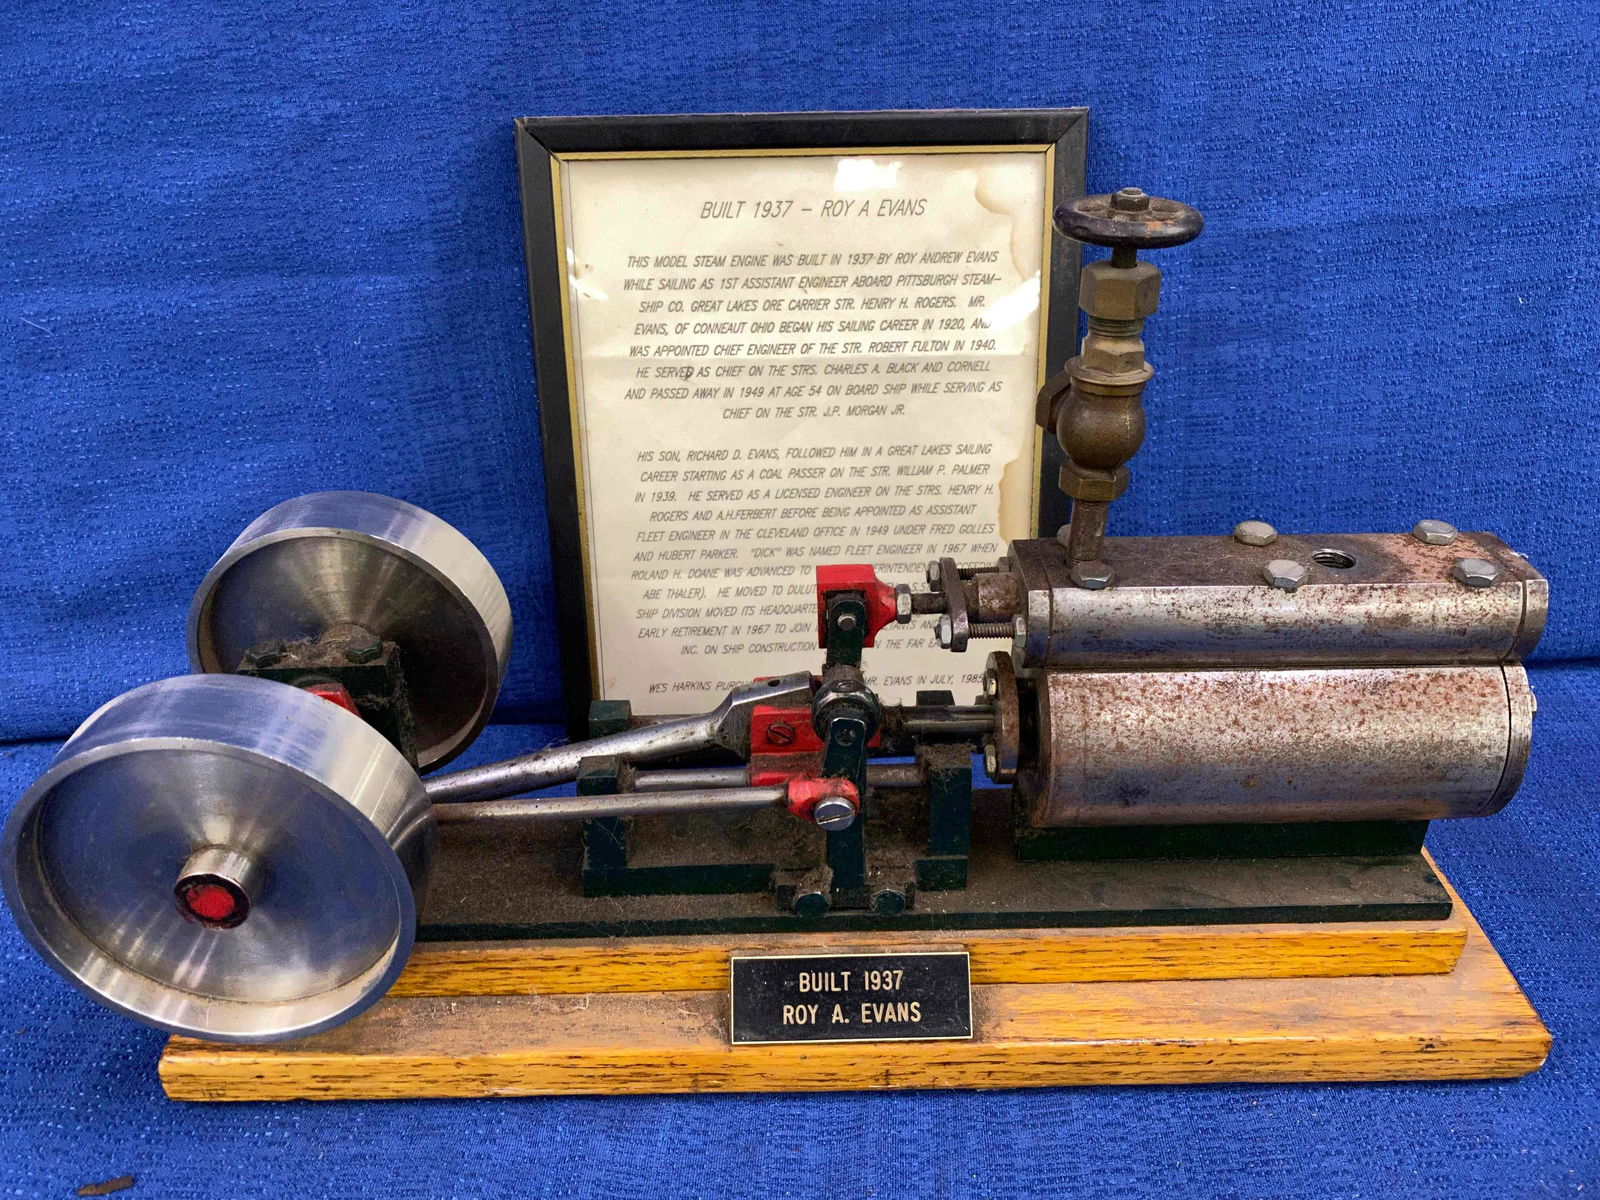 BUILT 1937 – ROY A EVANS
THIS MODEL STEAM ENGINE WAS BUILT IN 1937 BY ROY ANDREW EVANS
WHILE SAILING AS 1ST ASSISTANT ENGINEER ABOARD PITTSBURGH STEAM–
SHIP CO. GREAT LAKES ORE CARRIER STR. HENRY H. ROGERS. MR.
EVANS, OF CONNEAUT OHIO BEGAN HIS SAILING CAREER IN 1920, AND
WAS APPOINTED CHIEF ENGINEER OF THE STR. ROBERT FULTON IN 1940.
HE SERVED AS CHIEF ON THE STRS. CHARLES A. BLACK AND CORNELL
AND PASSED AWAY IN 1949 AT AGE 54 ON BOARD SHIP WHILE SERVING AS
CHIEF ON THE STR. J.P. MORGAN JR.
HIS SON, RICHARD D. EVANS, FOLLOWED HIM IN A GREAT LAKES SAILING
CAREER STARTING AS A COAL PASSER ON THE STR. WILLIAM P. PALMER
IN 1939. HE SERVED AS A LICENSED ENGINEER ON THE STRS. HENRY H.
ROGERS AND A.H.FERBERT BEFORE BEING APPOINTED AS ASSISTANT
FLEET ENGINEER IN THE CLEVELAND OFFICE IN 1949 UNDER FRED GOLLES
AND HUBERT PARKER. "DICK" WAS NAMED FLEET ENGINEER IN 1967 WHEN
ROLAND H. DOANE WAS ADVANCED TO
ABE THALER). HE MOVED TO
SHIP DIVISION MOVED ITS
EARLY RETIREMENT IN 1967 TO JOIN
INC. ON SHIP CONSTRUCTION IN THE FAR
WES HARKINS MR. EVANS IN JULY, 1985
BUILT 1937
ROY A. EVANS